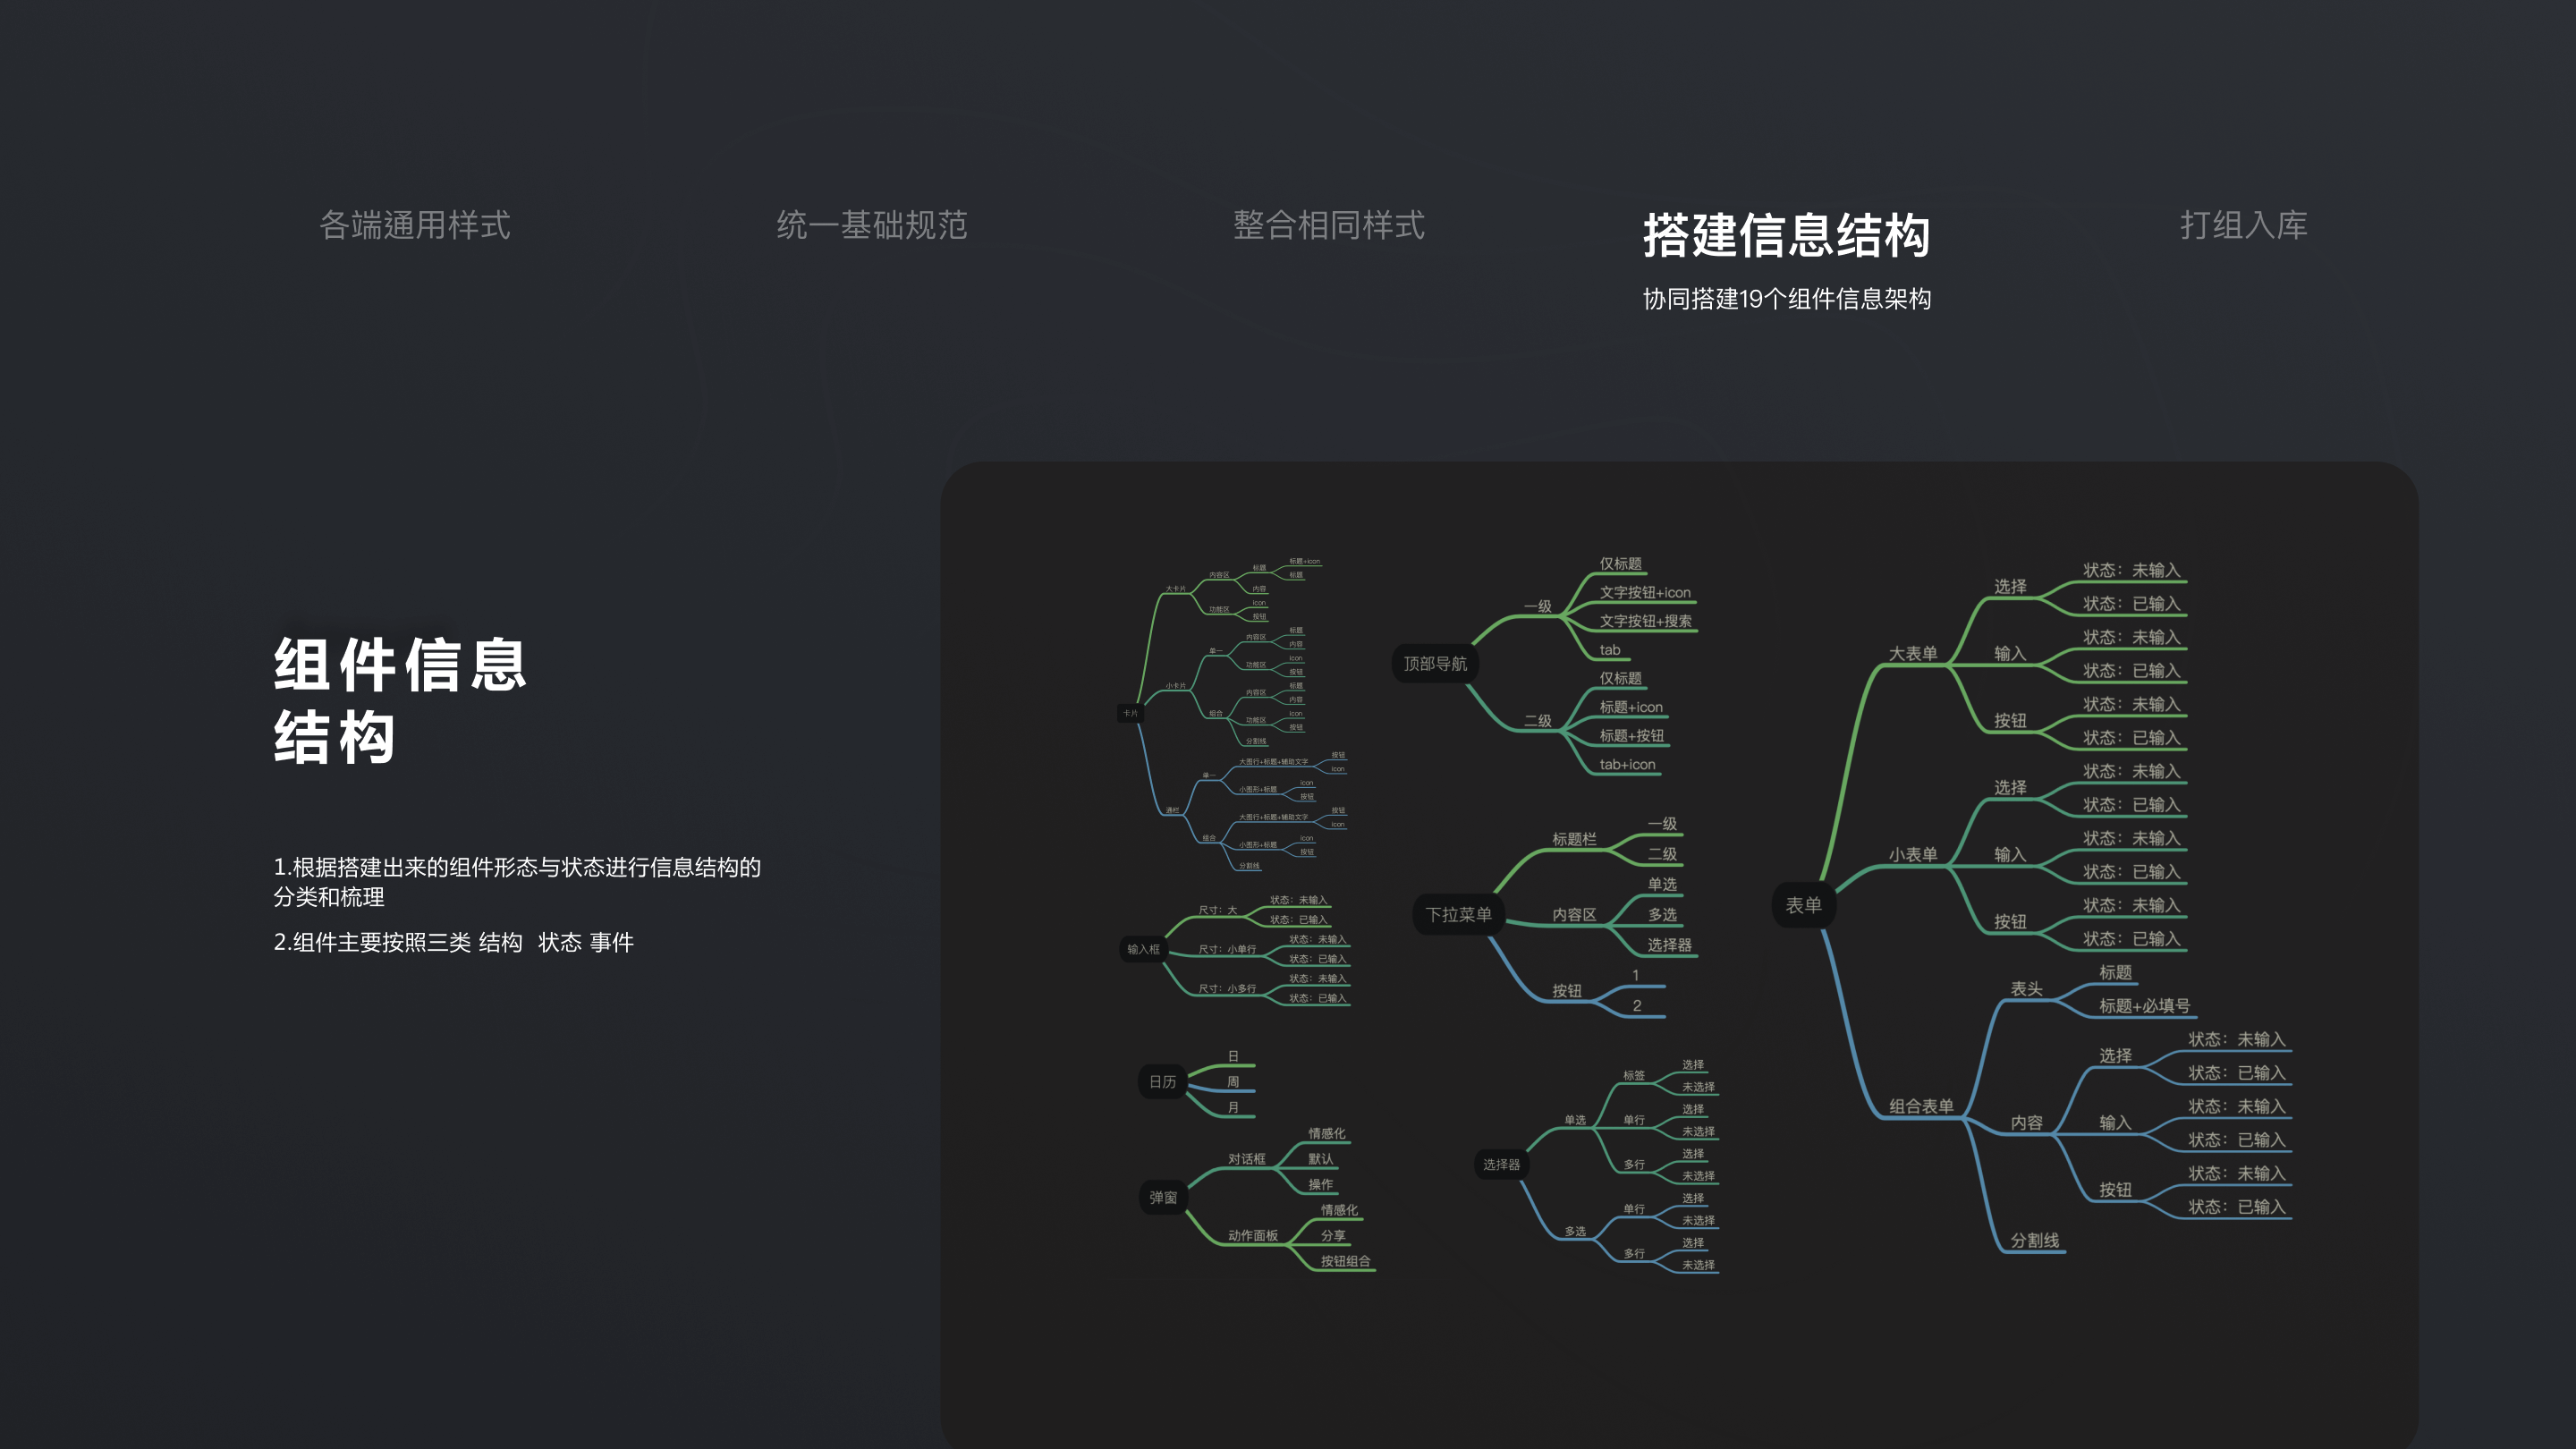 各端通用样式
统一基础规范
整合相同样式
搭建信息结构
打组入库
协同搭建19个组件信息架构
组件信息
结构
1.根据搭建出来的组件形态与状态进行信息结构的
分类和梳理
2.组件主要按照三类 结构 状态 事件
卡片
大卡片
内容区
标题
标题+icon
标题
内容
功能区
icon
按钮
小卡片
单一
内容区
标题
内容
功能区
icon
按钮
组合
内容区
标题
内容
功能区
icon
按钮
分割线
通栏
单一
大图行+标题+辅助文字
按钮
icon
小图形+标题
icon
按钮
组合
大图行+标题+辅助文字
按钮
icon
小图形+标题
icon
按钮
分割线
输入框
尺寸：大
状态：未输入
状态：已输入
尺寸：小单行
状态：未输入
状态：已输入
尺寸：小多行
状态：未输入
状态：已输入
日历
日
周
月
弹窗
对话框
情感化
默认
操作
动作面板
情感化
分享
按钮组合
顶部导航
一级
仅标题
文字按钮+icon
文字按钮+搜索
tab
二级
仅标题
标题+icon
标题+按钮
tab+icon
下拉菜单
标题栏
一级
二级
内容区
单选
多选
选择器
按钮
1
2
选择器
单选
标签
选择
未选择
单行
选择
未选择
多行
选择
未选择
多选
单行
选择
未选择
多行
选择
未选择
表单
大表单
选择
状态：未输入
状态：已输入
输入
状态：未输入
状态：已输入
按钮
状态：未输入
状态：已输入
小表单
选择
状态：未输入
状态：已输入
输入
状态：未输入
状态：已输入
按钮
状态：未输入
状态：已输入
组合表单
表头
标题
标题+必填号
内容
选择
状态：未输入
状态：已输入
输入
状态：未输入
状态：已输入
按钮
状态：未输入
状态：已输入
分割线